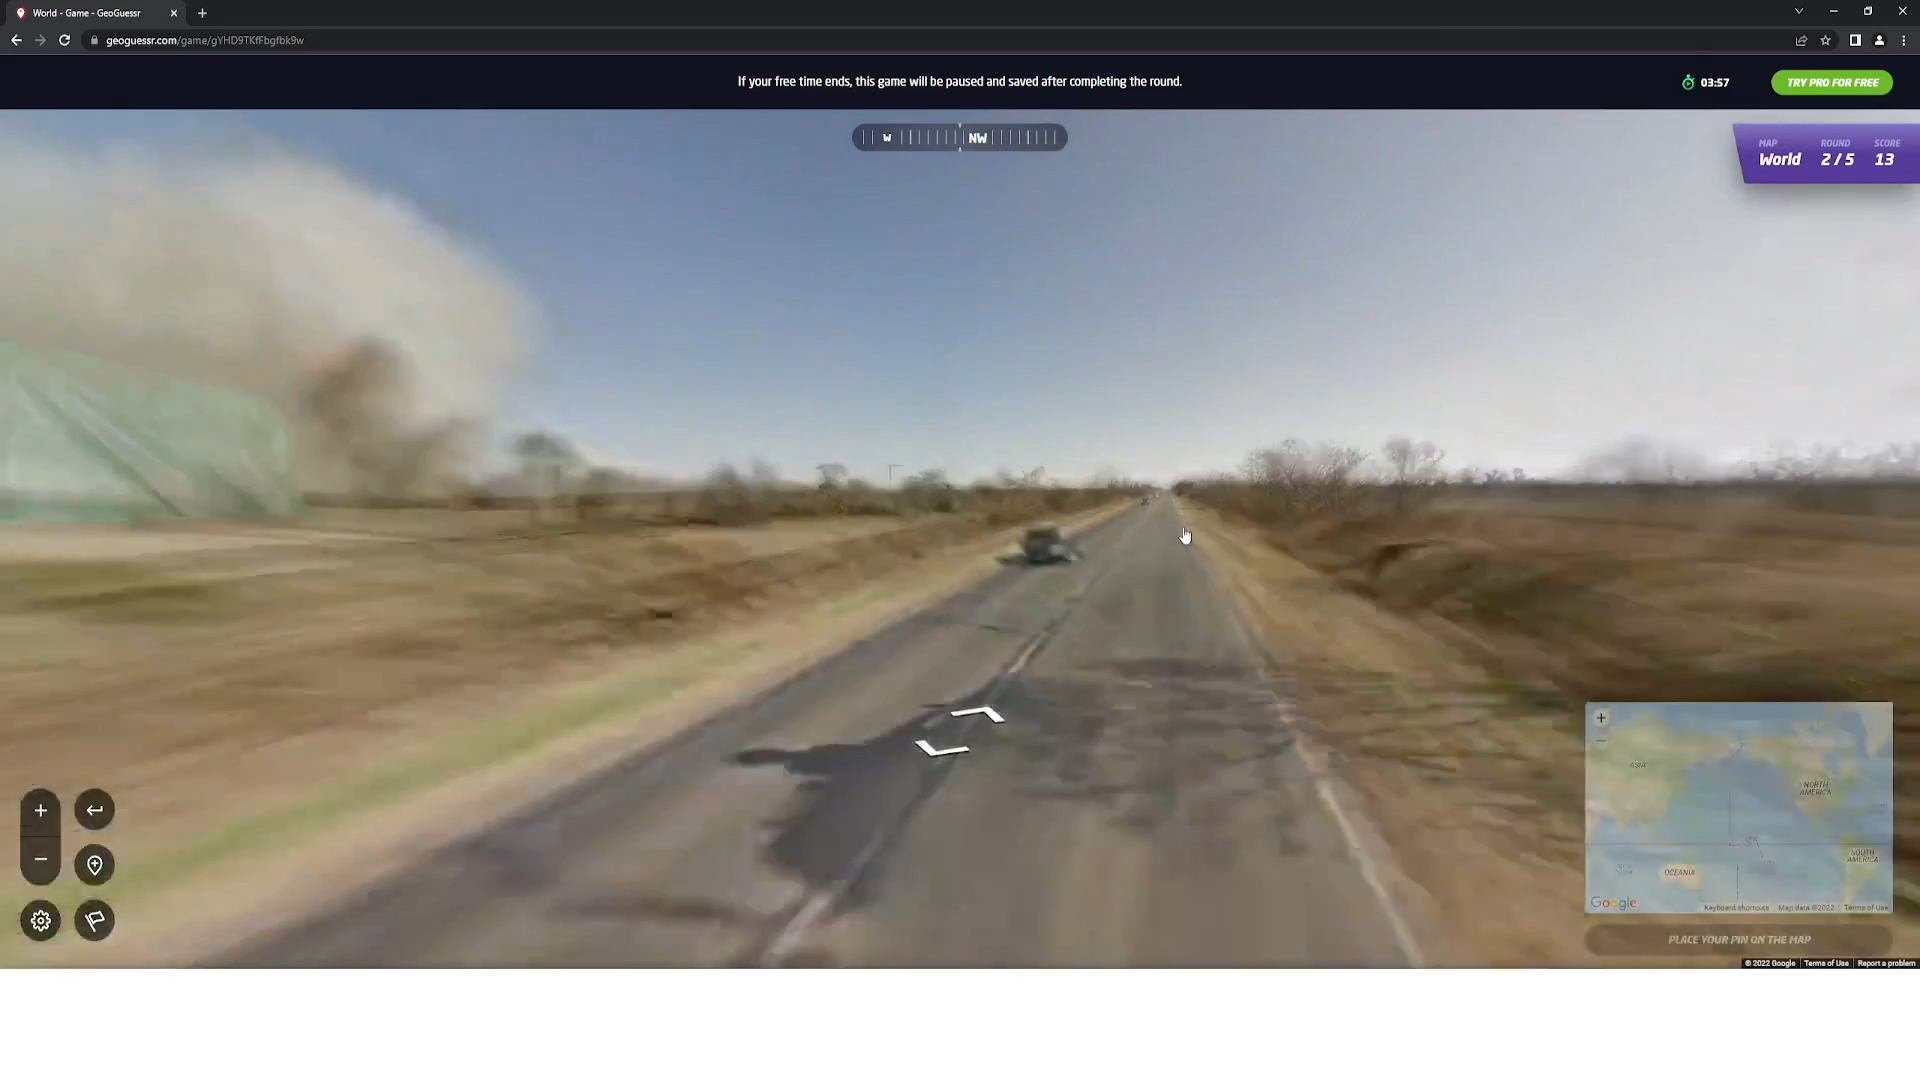 World - Game - GeoGuessr
geoguessr.com/game/gYHD9TKfFbgfbk9w
If your free time ends, this game will be paused and saved after completing the round.
03:57
TRY PRO FOR FREE
W NW
MAP ROUND SCORE
World 2 / 5 13
ASIA
NORTH
AMERICA
SOUTH
AMERICA
OCEANIA
Google
Keyboard shortcuts Map data ©2022 Terms of Use
PLACE YOUR PIN ON THE MAP
© 2022 Google Terms of Use Report a problem